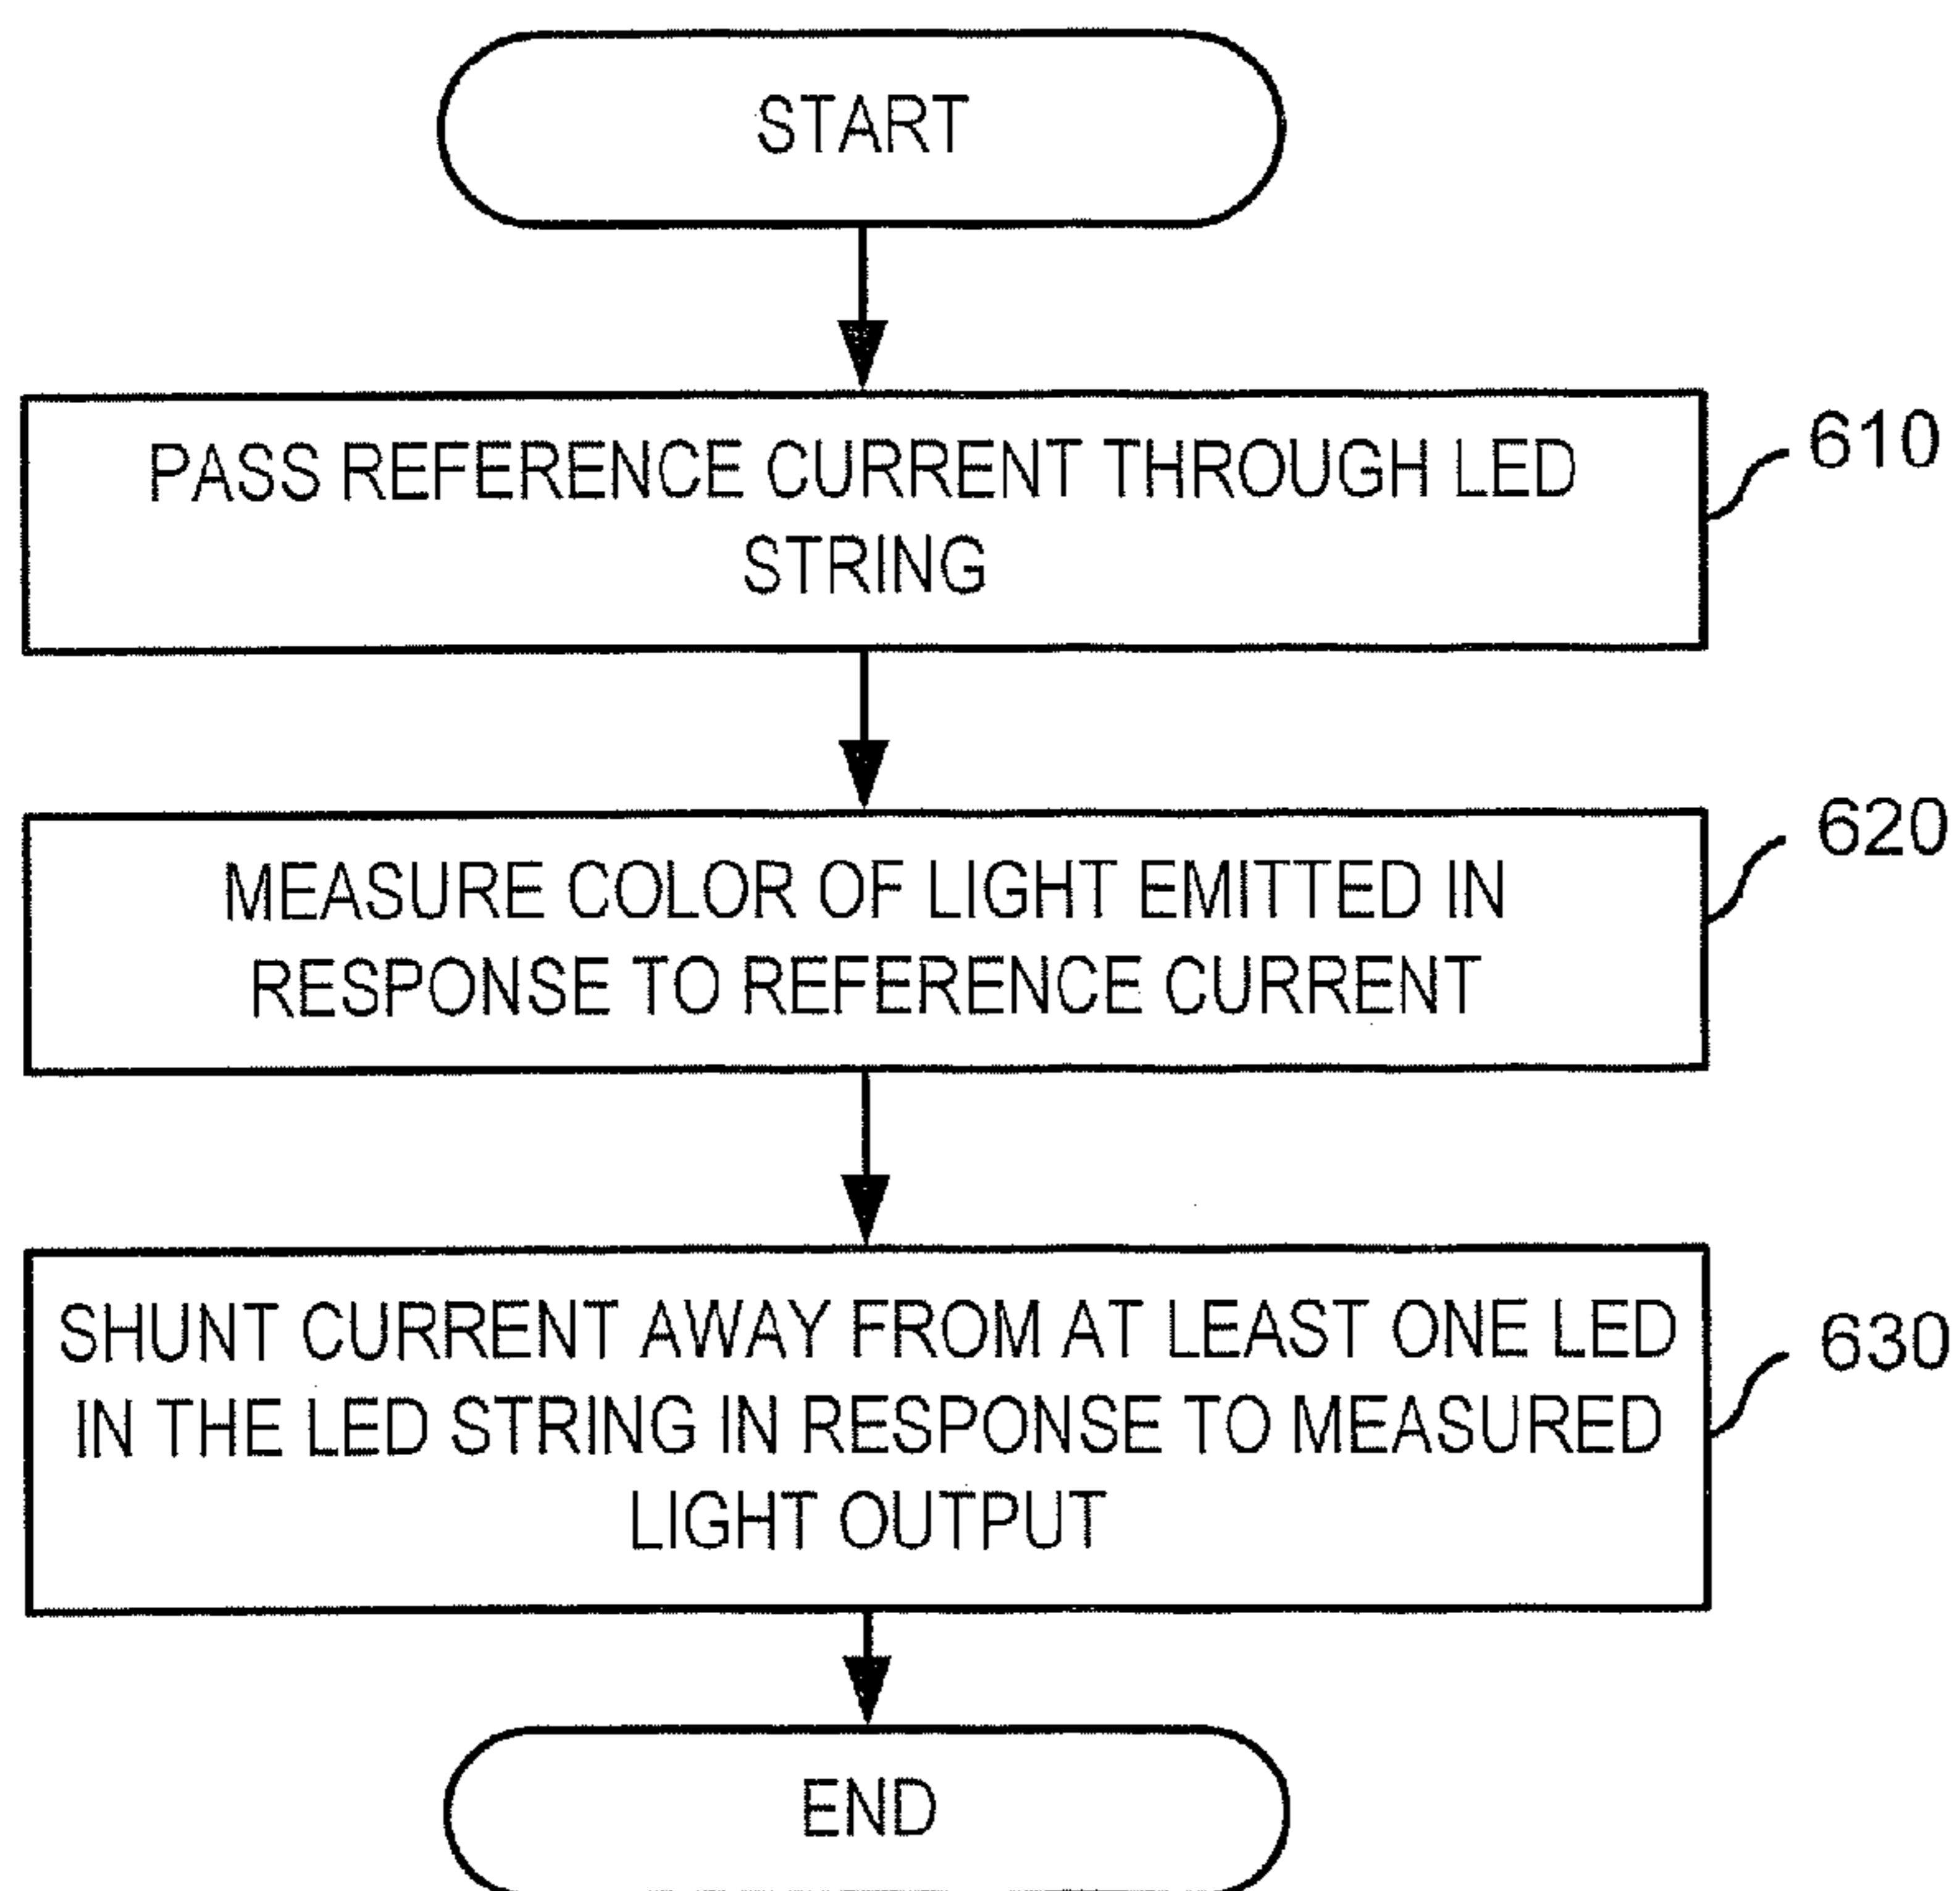 START
PASS REFERENCE CURRENT THROUGH LED
STRING
610
MEASURE COLOR OF LIGHT EMITTED IN
RESPONSE TO REFERENCE CURRENT
620
SHUNT CURRENT AWAY FROM AT LEAST ONE LED
IN THE LED STRING IN RESPONSE TO MEASURED
LIGHT OUTPUT
630
END